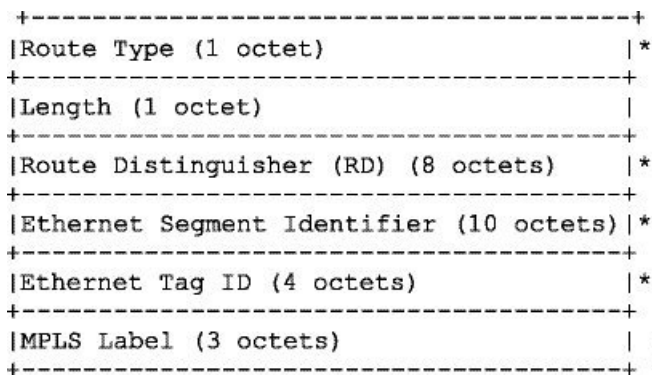 +---------------------------------------+
|Route Type (1 octet) |*
+---------------------------------------+
|Length (1 octet) |
+---------------------------------------+
|Route Distinguisher (RD) (8 octets) |*
+---------------------------------------+
|Ethernet Segment Identifier (10 octets)|*
+---------------------------------------+
|Ethernet Tag ID (4 octets) |*
+---------------------------------------+
|MPLS Label (3 octets) |
+---------------------------------------+